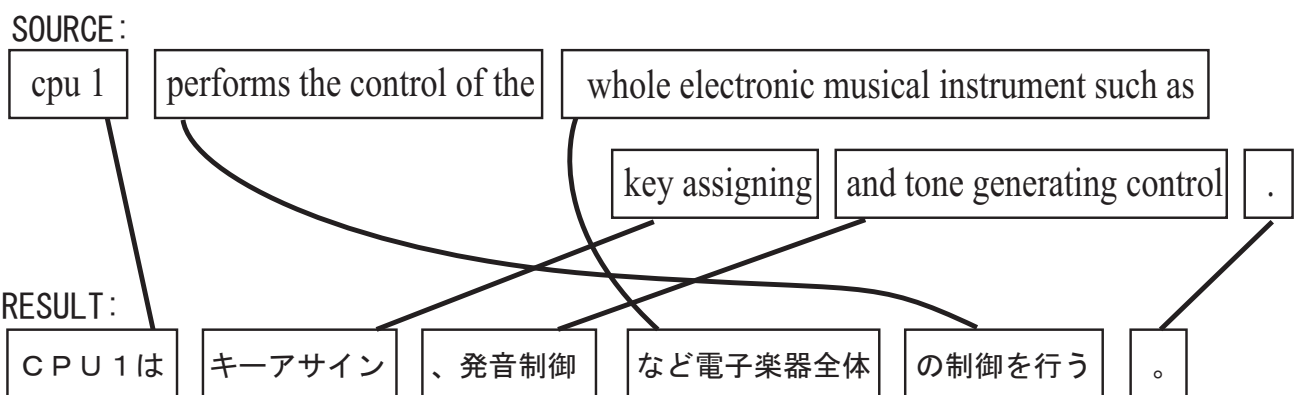 SOURCE:
cpu 1 performs the control of the whole electronic musical instrument such as
key assigning and tone generating control .
RESULT:
ＣＰＵ１は キーアサイン 、発音制御 など電子楽器全体 の制御を行う 。